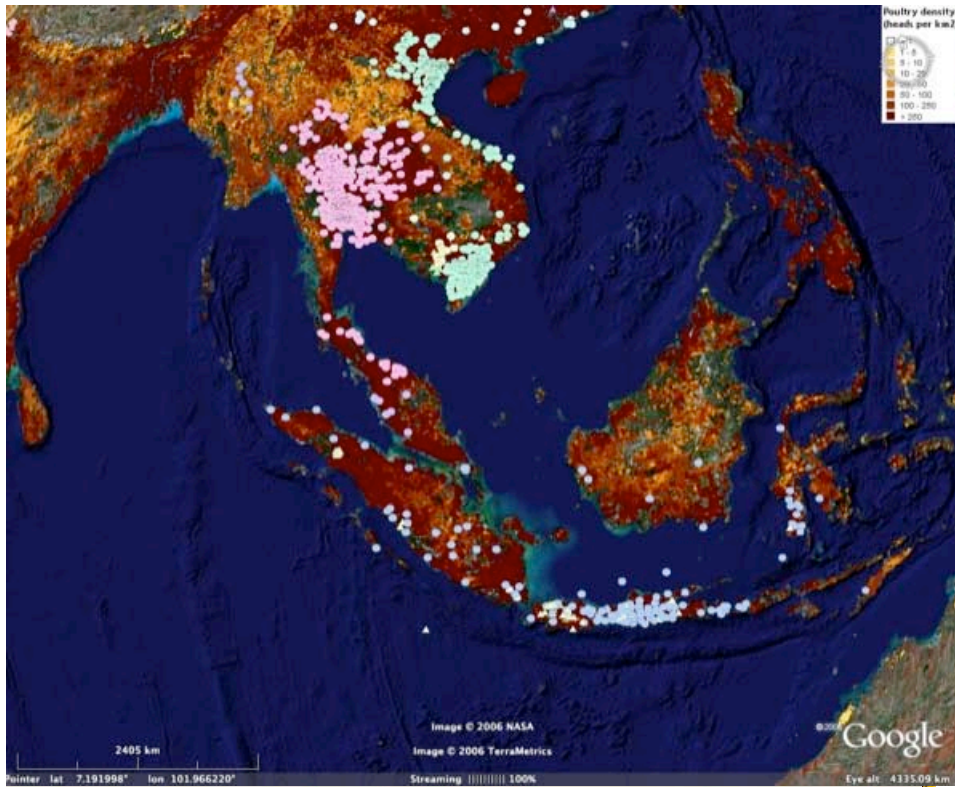 Poultry density
(heads per km2)
1 - 5
5 - 10
10 - 25
50 - 100
100 - 250
> 250
Image © 2006 NASA
Image © 2006 TerraMetrics
Google
2405 km
Pointer lat 7.191998° lon 101.966220°
Streaming |||||||||| 100%
Eye alt 4335.09 km